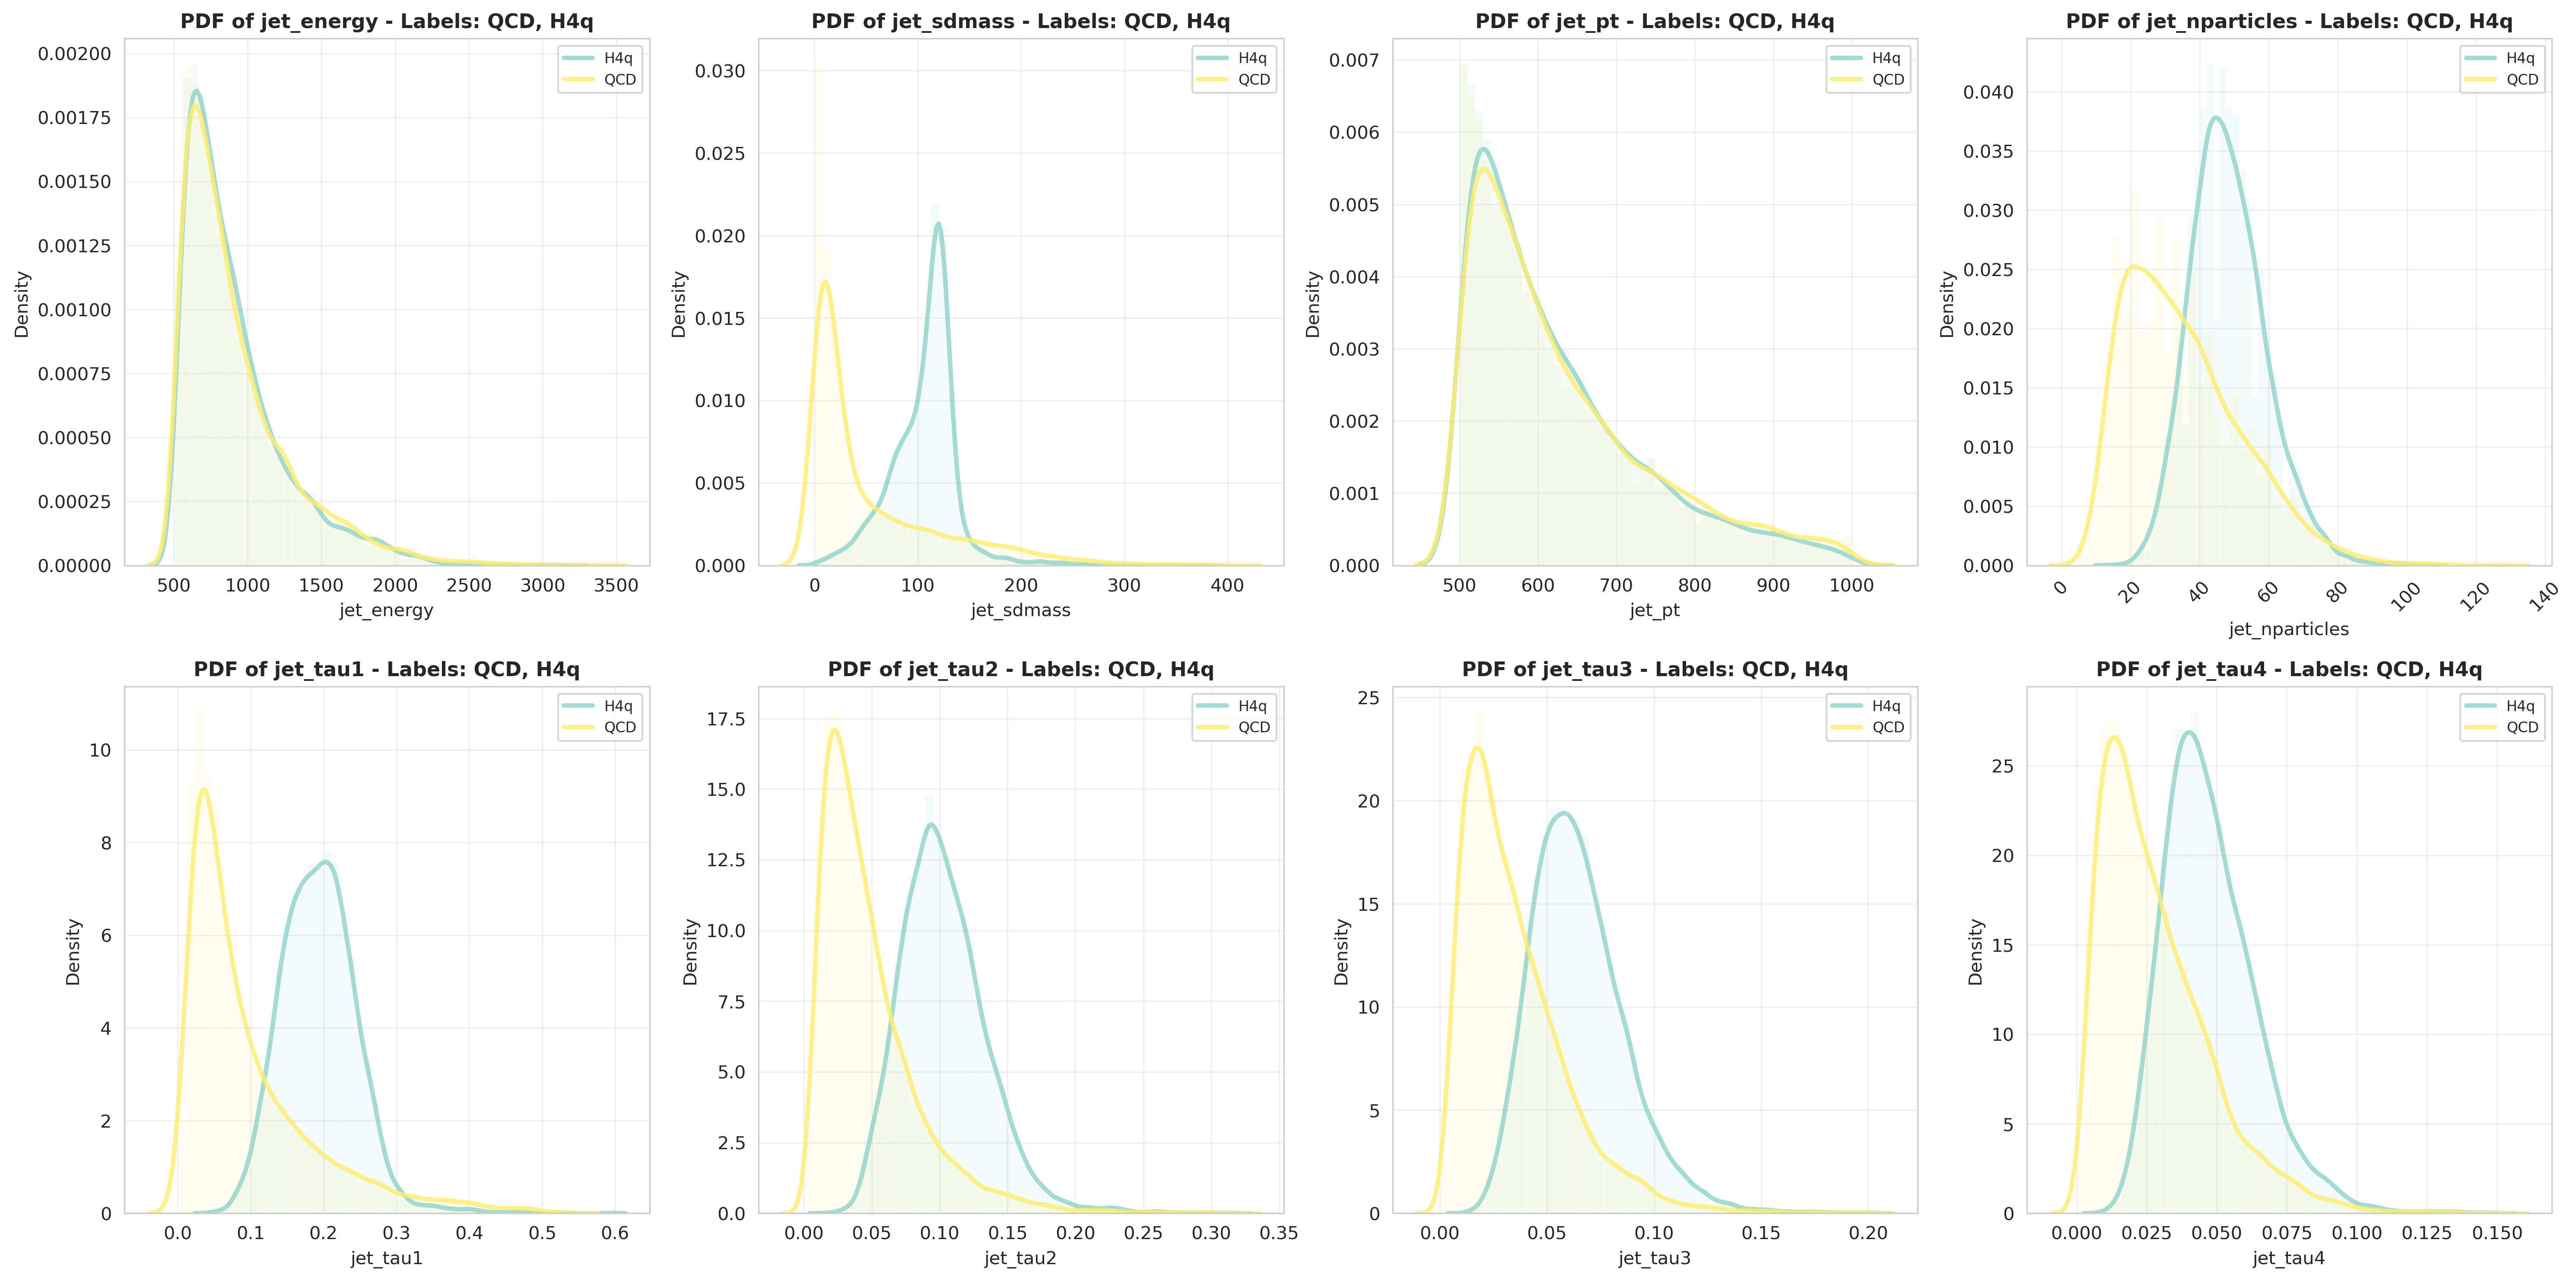 PDF of jet_energy - Labels: QCD, H4q
H4q
QCD
0.00200
0.00175
0.00150
0.00125
0.00100
0.00075
0.00050
0.00025
0.00000
Density
500 1000 1500 2000 2500 3000 3500
jet_energy
PDF of jet_sdmass - Labels: QCD, H4q
H4q
QCD
0.030
0.025
0.020
0.015
0.010
0.005
0.000
Density
0 100 200 300 400
jet_sdmass
PDF of jet_pt - Labels: QCD, H4q
H4q
QCD
0.007
0.006
0.005
0.004
0.003
0.002
0.001
0.000
Density
500 600 700 800 900 1000
jet_pt
PDF of jet_nparticles - Labels: QCD, H4q
H4q
QCD
0.040
0.035
0.030
0.025
0.020
0.015
0.010
0.005
0.000
Density
0 20 40 60 80 100 120 140
jet_nparticles
PDF of jet_tau1 - Labels: QCD, H4q
H4q
QCD
10
8
6
4
2
0
Density
0.0 0.1 0.2 0.3 0.4 0.5 0.6
jet_tau1
PDF of jet_tau2 - Labels: QCD, H4q
H4q
QCD
17.5
15.0
12.5
10.0
7.5
5.0
2.5
0.0
Density
0.00 0.05 0.10 0.15 0.20 0.25 0.30 0.35
jet_tau2
PDF of jet_tau3 - Labels: QCD, H4q
H4q
QCD
25
20
15
10
5
0
Density
0.00 0.05 0.10 0.15 0.20
jet_tau3
PDF of jet_tau4 - Labels: QCD, H4q
H4q
QCD
25
20
15
10
5
0
Density
0.000 0.025 0.050 0.075 0.100 0.125 0.150
jet_tau4